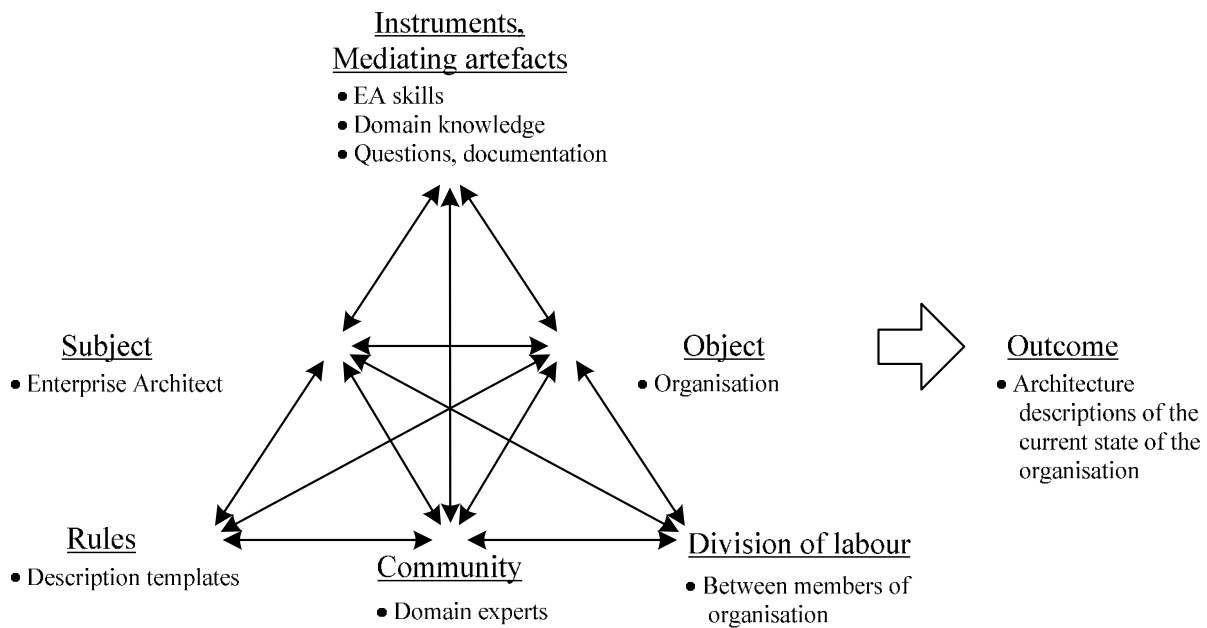 Instruments,
Mediating artefacts
• EA skills
• Domain knowledge
• Questions, documentation
Subject
• Enterprise Architect
Object
• Organisation
Outcome
• Architecture
descriptions of the
current state of the
organisation
Rules
• Description templates
Community
• Domain experts
Division of labour
• Between members of
organisation